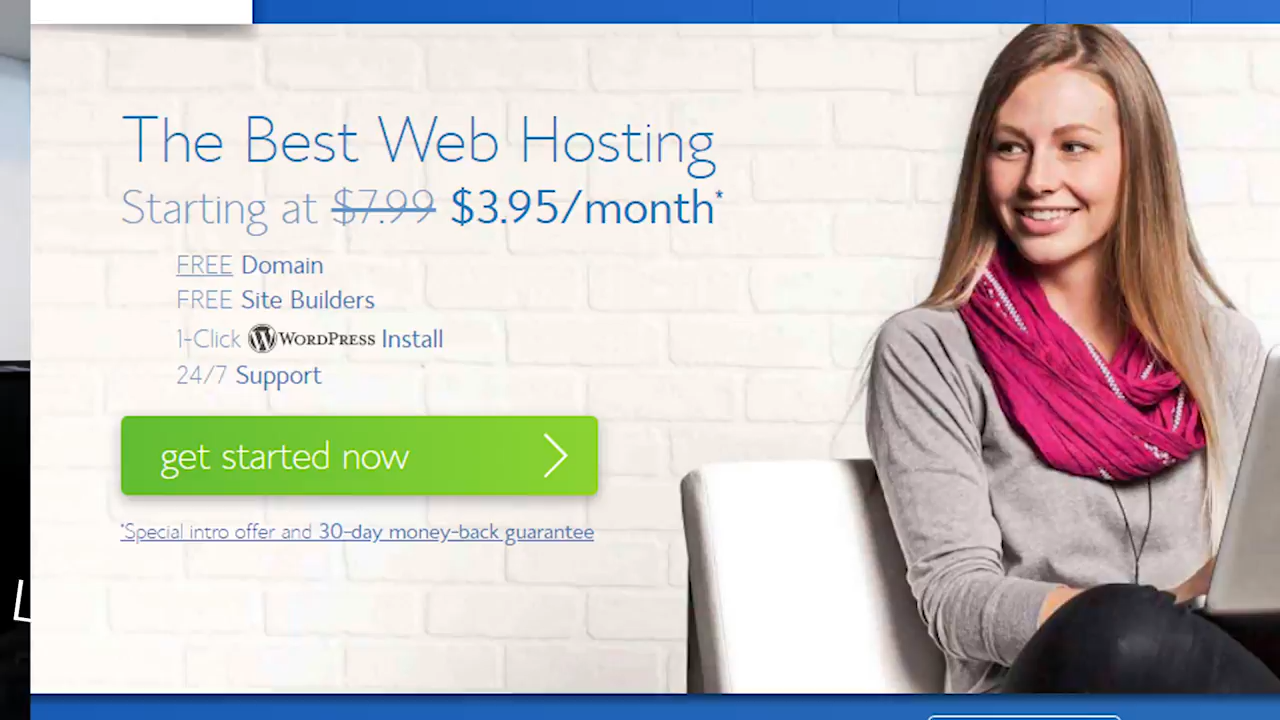 The Best Web Hosting
Starting at $7.99 $3.95/month*
FREE Domain
FREE Site Builders
1-Click WORDPRESS Install
24/7 Support
get started now
*Special intro offer and 30-day money-back guarantee